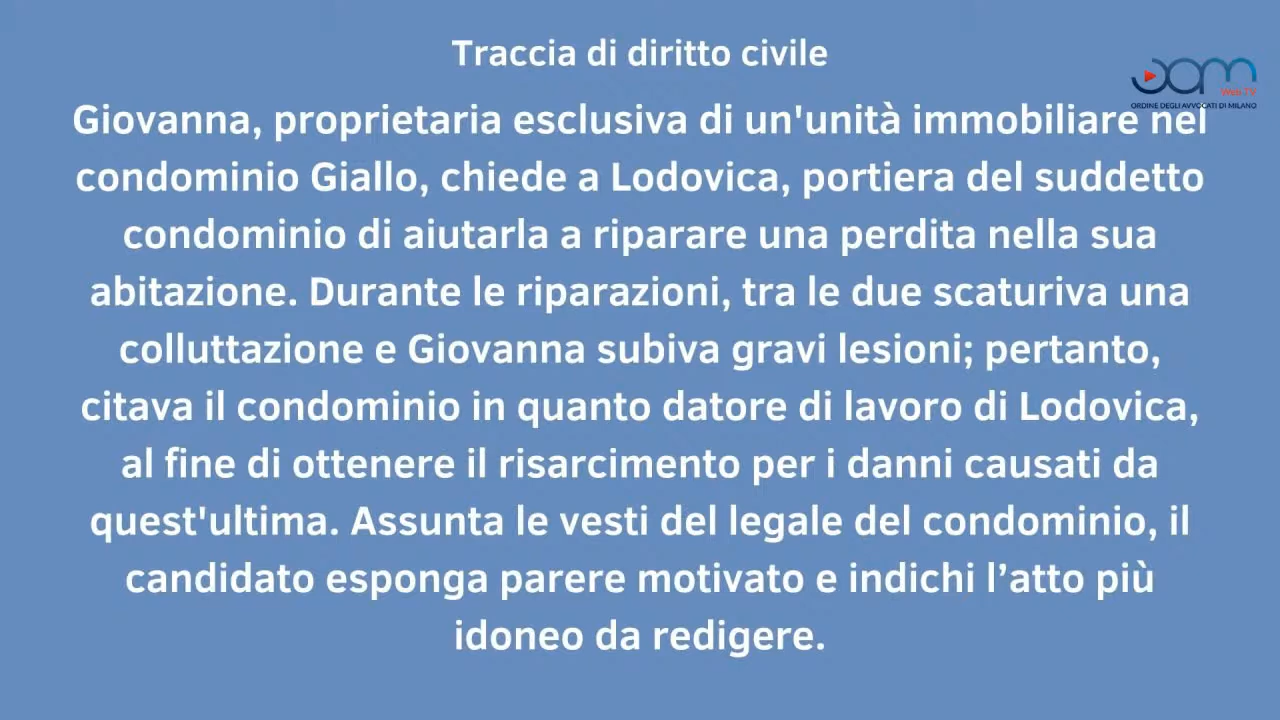 Traccia di diritto civile
Web TV
ORDINE DEGLI AVVOCATI DI MILANO
Giovanna, proprietaria esclusiva di un'unità immobiliare nel
condominio Giallo, chiede a Lodovica, portiera del suddetto
condominio di aiutarla a riparare una perdita nella sua
abitazione. Durante le riparazioni, tra le due scaturiva una
colluttazione e Giovanna subiva gravi lesioni; pertanto,
citava il condominio in quanto datore di lavoro di Lodovica,
al fine di ottenere il risarcimento per i danni causati da
quest'ultima. Assunta le vesti del legale del condominio, il
candidato esponga parere motivato e indichi l’atto più
idoneo da redigere.